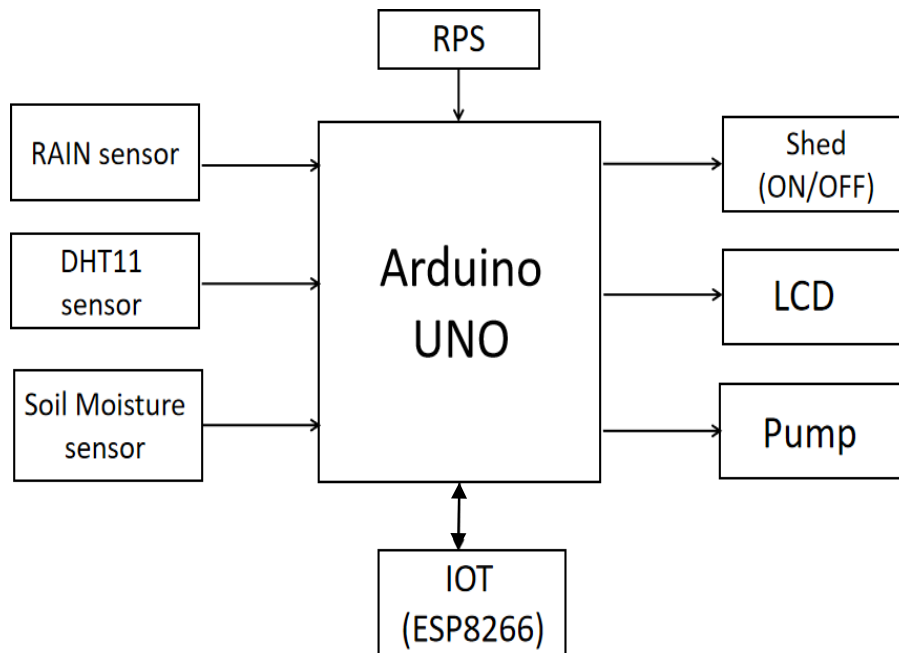 RPS
RAIN sensor
DHT11
sensor
Soil Moisture
sensor
Arduino
UNO
Shed
(ON/OFF)
LCD
Pump
IOT
(ESP8266)